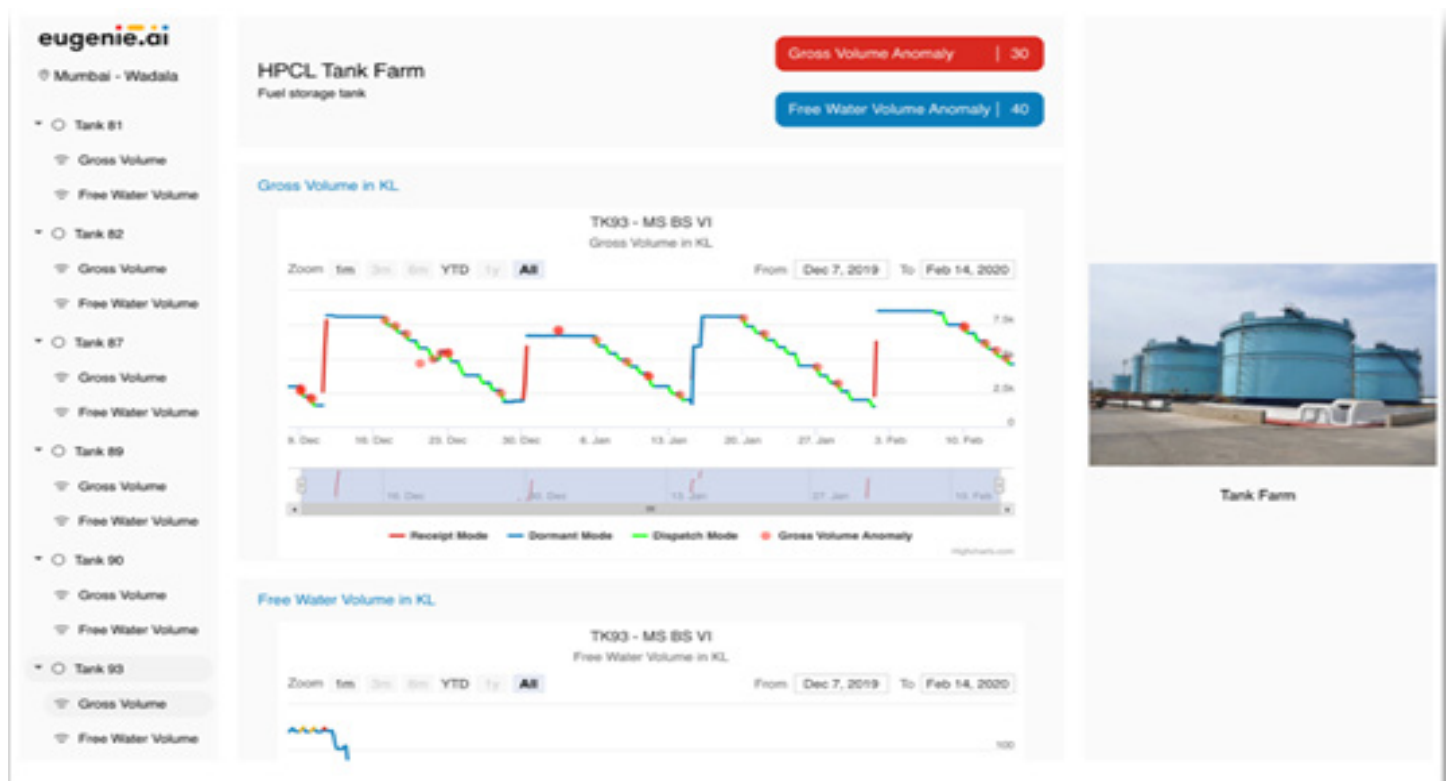 eugenie.ai
Mumbai - Wadala
Tank 81
Gross Volume
Free Water Volume
Tank 82
Gross Volume
Free Water Volume
Tank 87
Gross Volume
Free Water Volume
Tank 89
Gross Volume
Free Water Volume
Tank 90
Gross Volume
Free Water Volume
Tank 93
Gross Volume
Free Water Volume
HPCL Tank Farm
Fuel storage tank
Gross Volume Anomaly | 30
Free Water Volume Anomaly | 40
Gross Volume in KL
TK93 - MS BS VI
Gross Volume in KL
Zoom 1m 3m 6m YTD 1y All
From Dec 7, 2019 To Feb 14, 2020
7.5k
2.5k
0
9. Dec 16. Dec 23. Dec 30. Dec 6. Jan 13. Jan 20. Jan 27. Jan 3. Feb 10. Feb
16. Dec 30. Dec 13. Jan 27. Jan 10. Feb
Receipt Mode Dormant Mode Dispatch Mode Gross Volume Anomaly
Highcharts.com
Free Water Volume in KL
TK93 - MS BS VI
Free Water Volume in KL
Zoom 1m 3m 6m YTD 1y All
From Dec 7, 2019 To Feb 14, 2020
100
Tank Farm